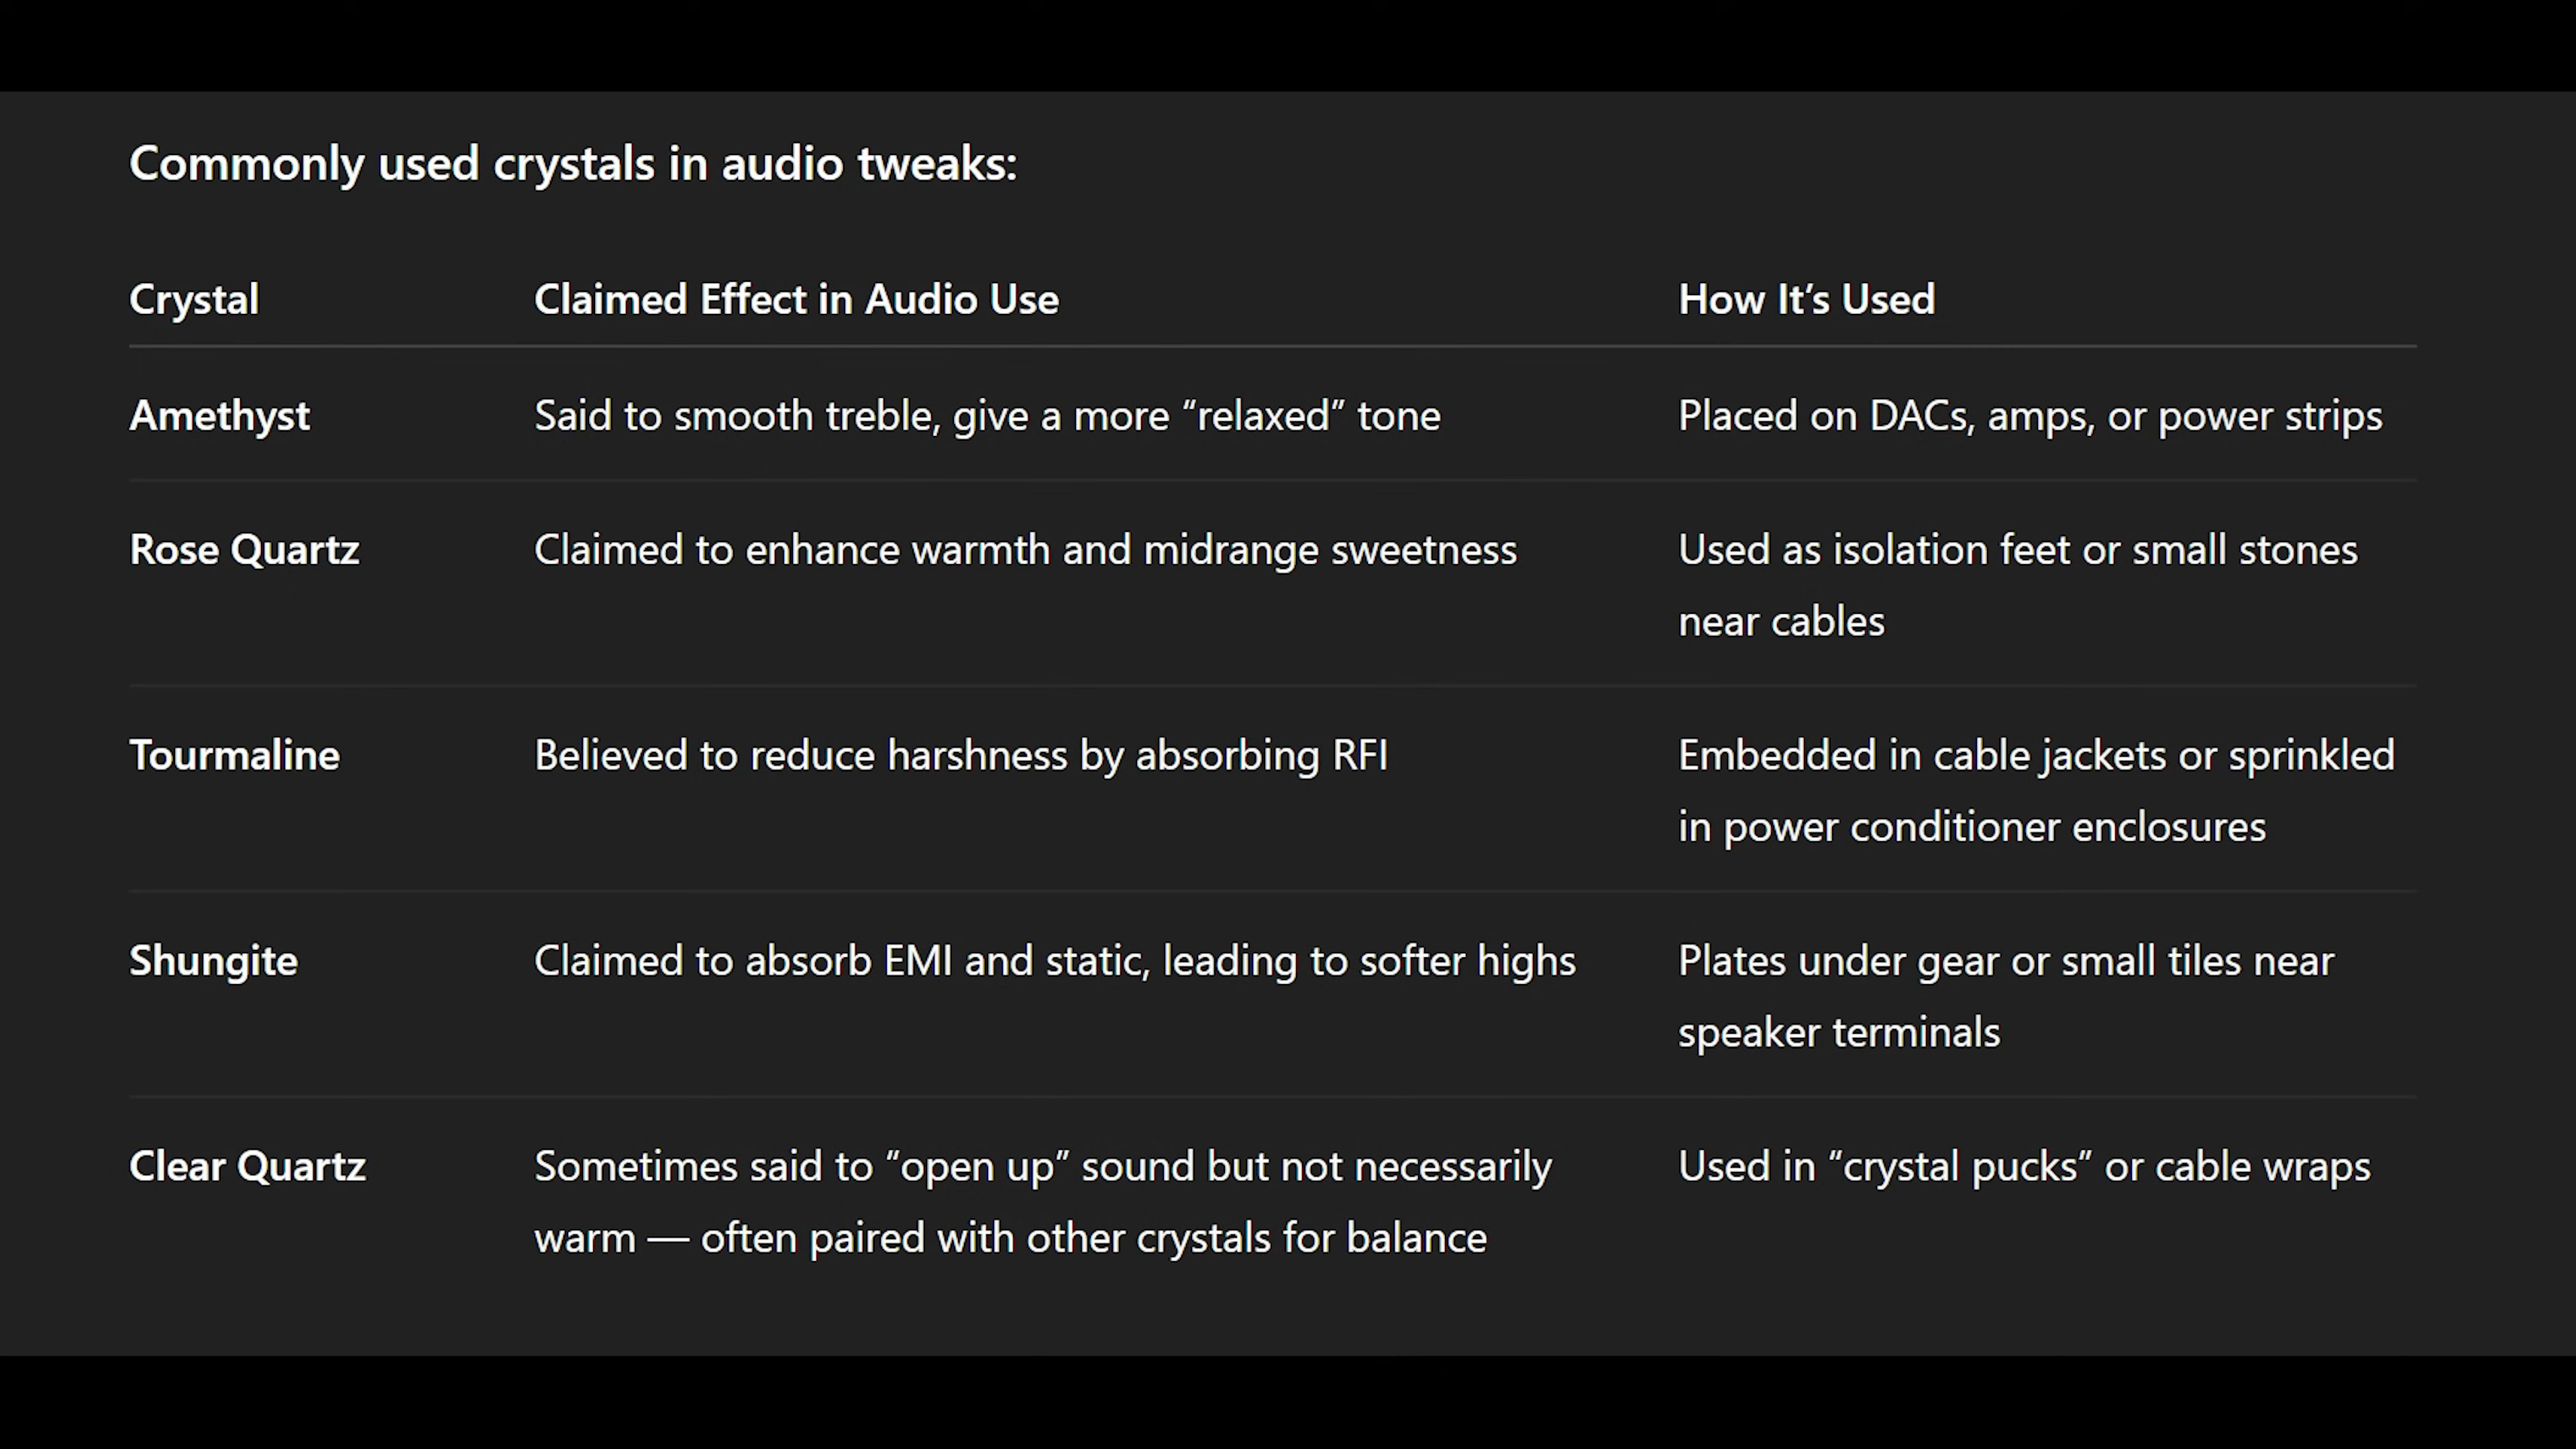 Commonly used crystals in audio tweaks:
Crystal Claimed Effect in Audio Use How It’s Used
Amethyst Said to smooth treble, give a more “relaxed” tone Placed on DACs, amps, or power strips
Rose Quartz Claimed to enhance warmth and midrange sweetness Used as isolation feet or small stones
near cables
Tourmaline Believed to reduce harshness by absorbing RFI Embedded in cable jackets or sprinkled
in power conditioner enclosures
Shungite Claimed to absorb EMI and static, leading to softer highs Plates under gear or small tiles near
speaker terminals
Clear Quartz Sometimes said to “open up” sound but not necessarily Used in “crystal pucks” or cable wraps
warm — often paired with other crystals for balance